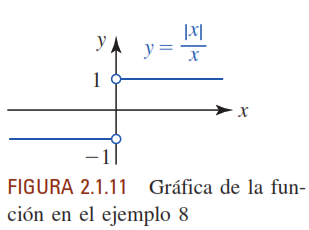 y
y = |x|/x
1
x
−1
FIGURA 2.1.11 Gráfica de la fun-
ción en el ejemplo 8